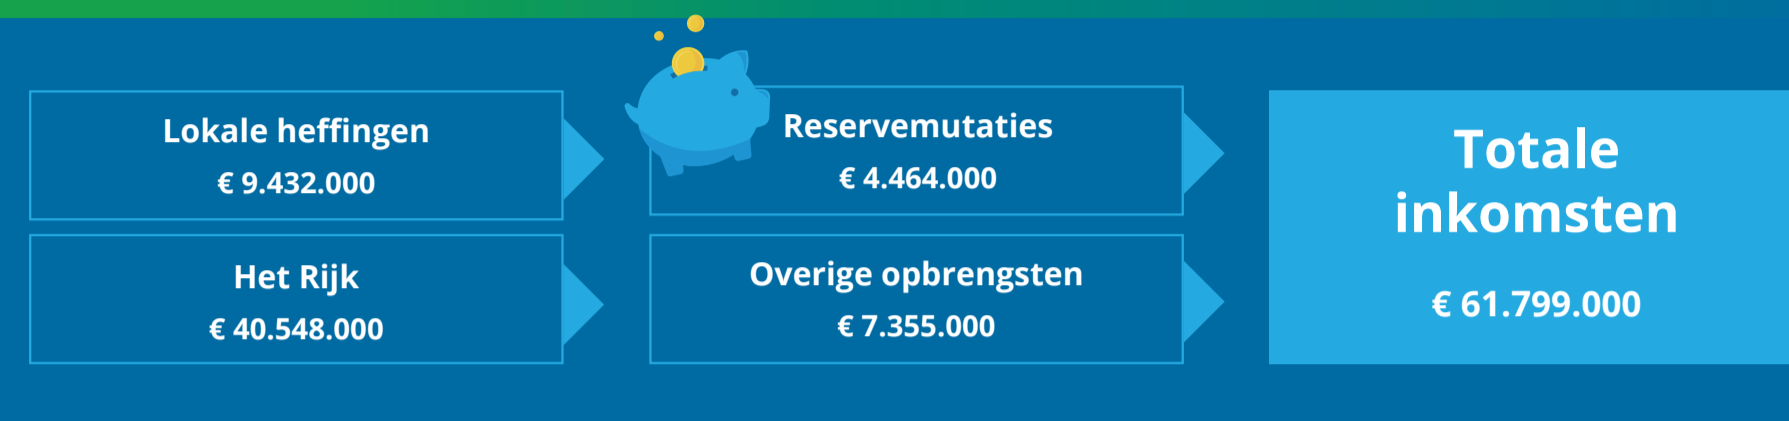 Lokale heffingen
€ 9.432.000
Het Rijk
€ 40.548.000
Reservemutaties
€ 4.464.000
Overige opbrengsten
€ 7.355.000
Totale
inkomsten
€ 61.799.000